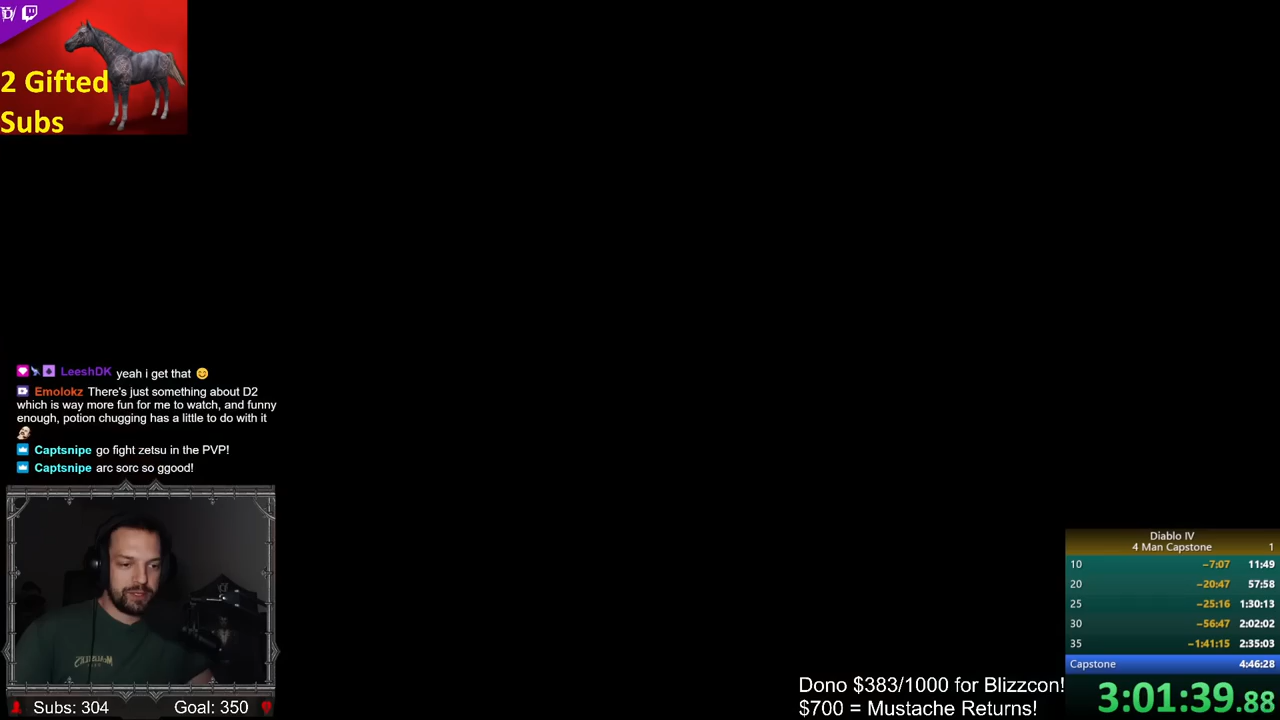 2 Gifted
Subs
LeeshDK yeah i get that
Emolokz There's just something about D2
which is way more fun for me to watch, and funny
enough, potion chugging has a little to do with it
Captsnipe go fight zetsu in the PVP!
Captsnipe arc sorc so ggood!
Subs: 304 Goal: 350
Dono $383/1000 for Blizzcon!
$700 = Mustache Returns!
Diablo IV
4 Man Capstone 1
10 −7:07 11:49
20 −20:47 57:58
25 −25:16 1:30:13
30 −56:47 2:02:02
35 −1:41:15 2:35:03
Capstone 4:46:28
3:01:39.88